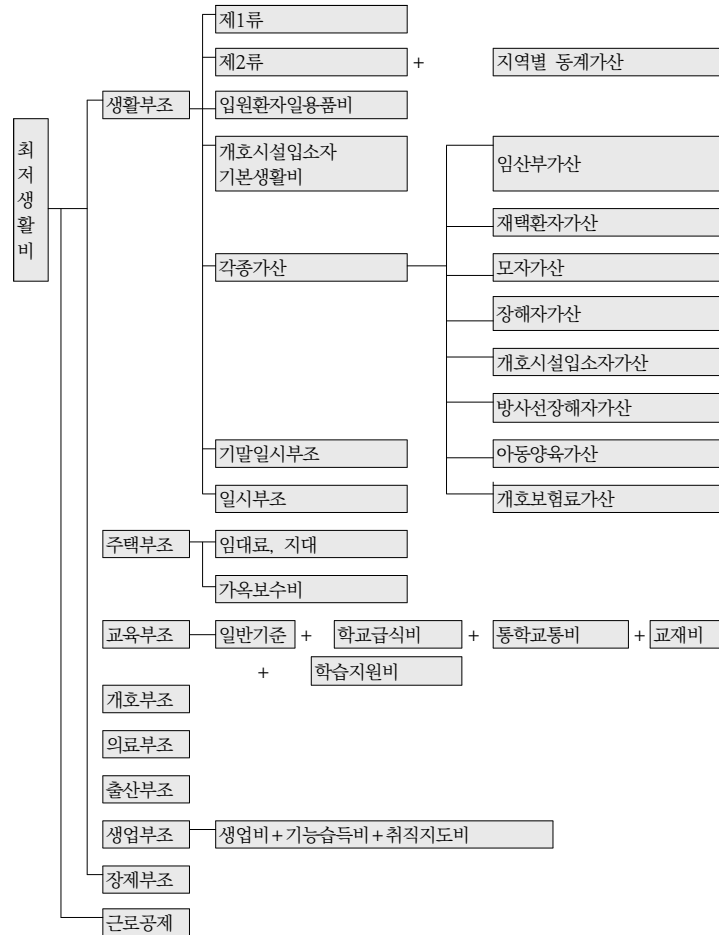 최
저
생
활
비
생활부조
제1류
제2류 + 지역별 동계가산
입원환자일용품비
개호시설입소자
기본생활비
각종가산
임산부가산
재택환자가산
모자가산
장해자가산
개호시설입소자가산
방사선장해자가산
아동양육가산
개호보험료가산
기말일시부조
일시부조
주택부조
임대료, 지대
가옥보수비
교육부조 일반기준 + 학교급식비 + 통학교통비 + 교재비
+ 학습지원비
개호부조
의료부조
출산부조
생업부조 생업비+기능습득비+취직지도비
장제부조
근로공제